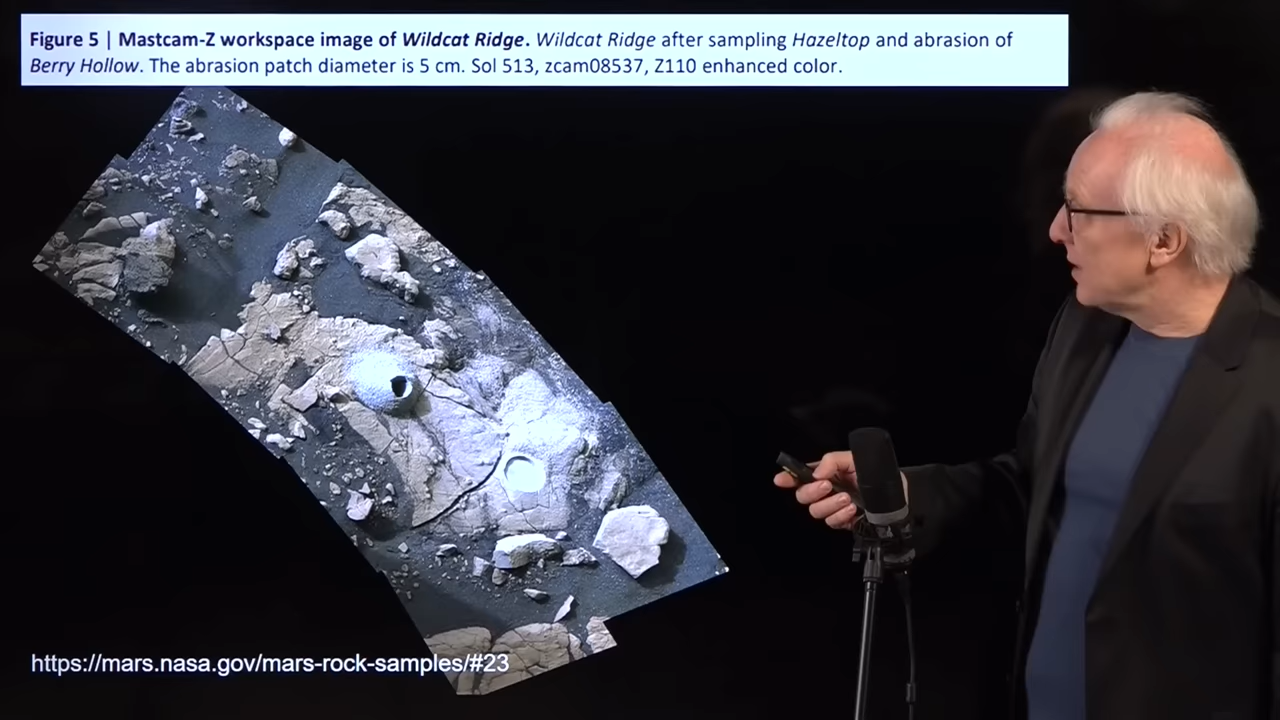 Figure 5 | Mastcam-Z workspace image of Wildcat Ridge. Wildcat Ridge after sampling Hazeltop and abrasion of
Berry Hollow. The abrasion patch diameter is 5 cm. Sol 513, zcam08537, Z110 enhanced color.
https://mars.nasa.gov/mars-rock-samples/#23